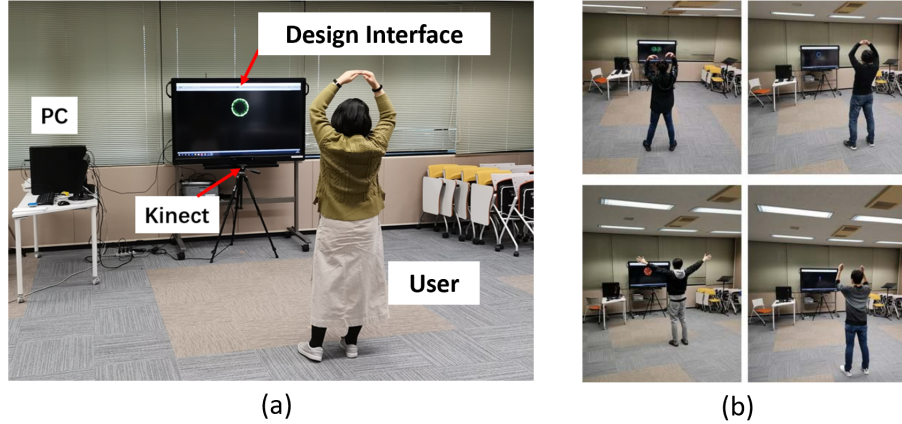 Design Interface
PC
Kinect
User
(a)
(b)